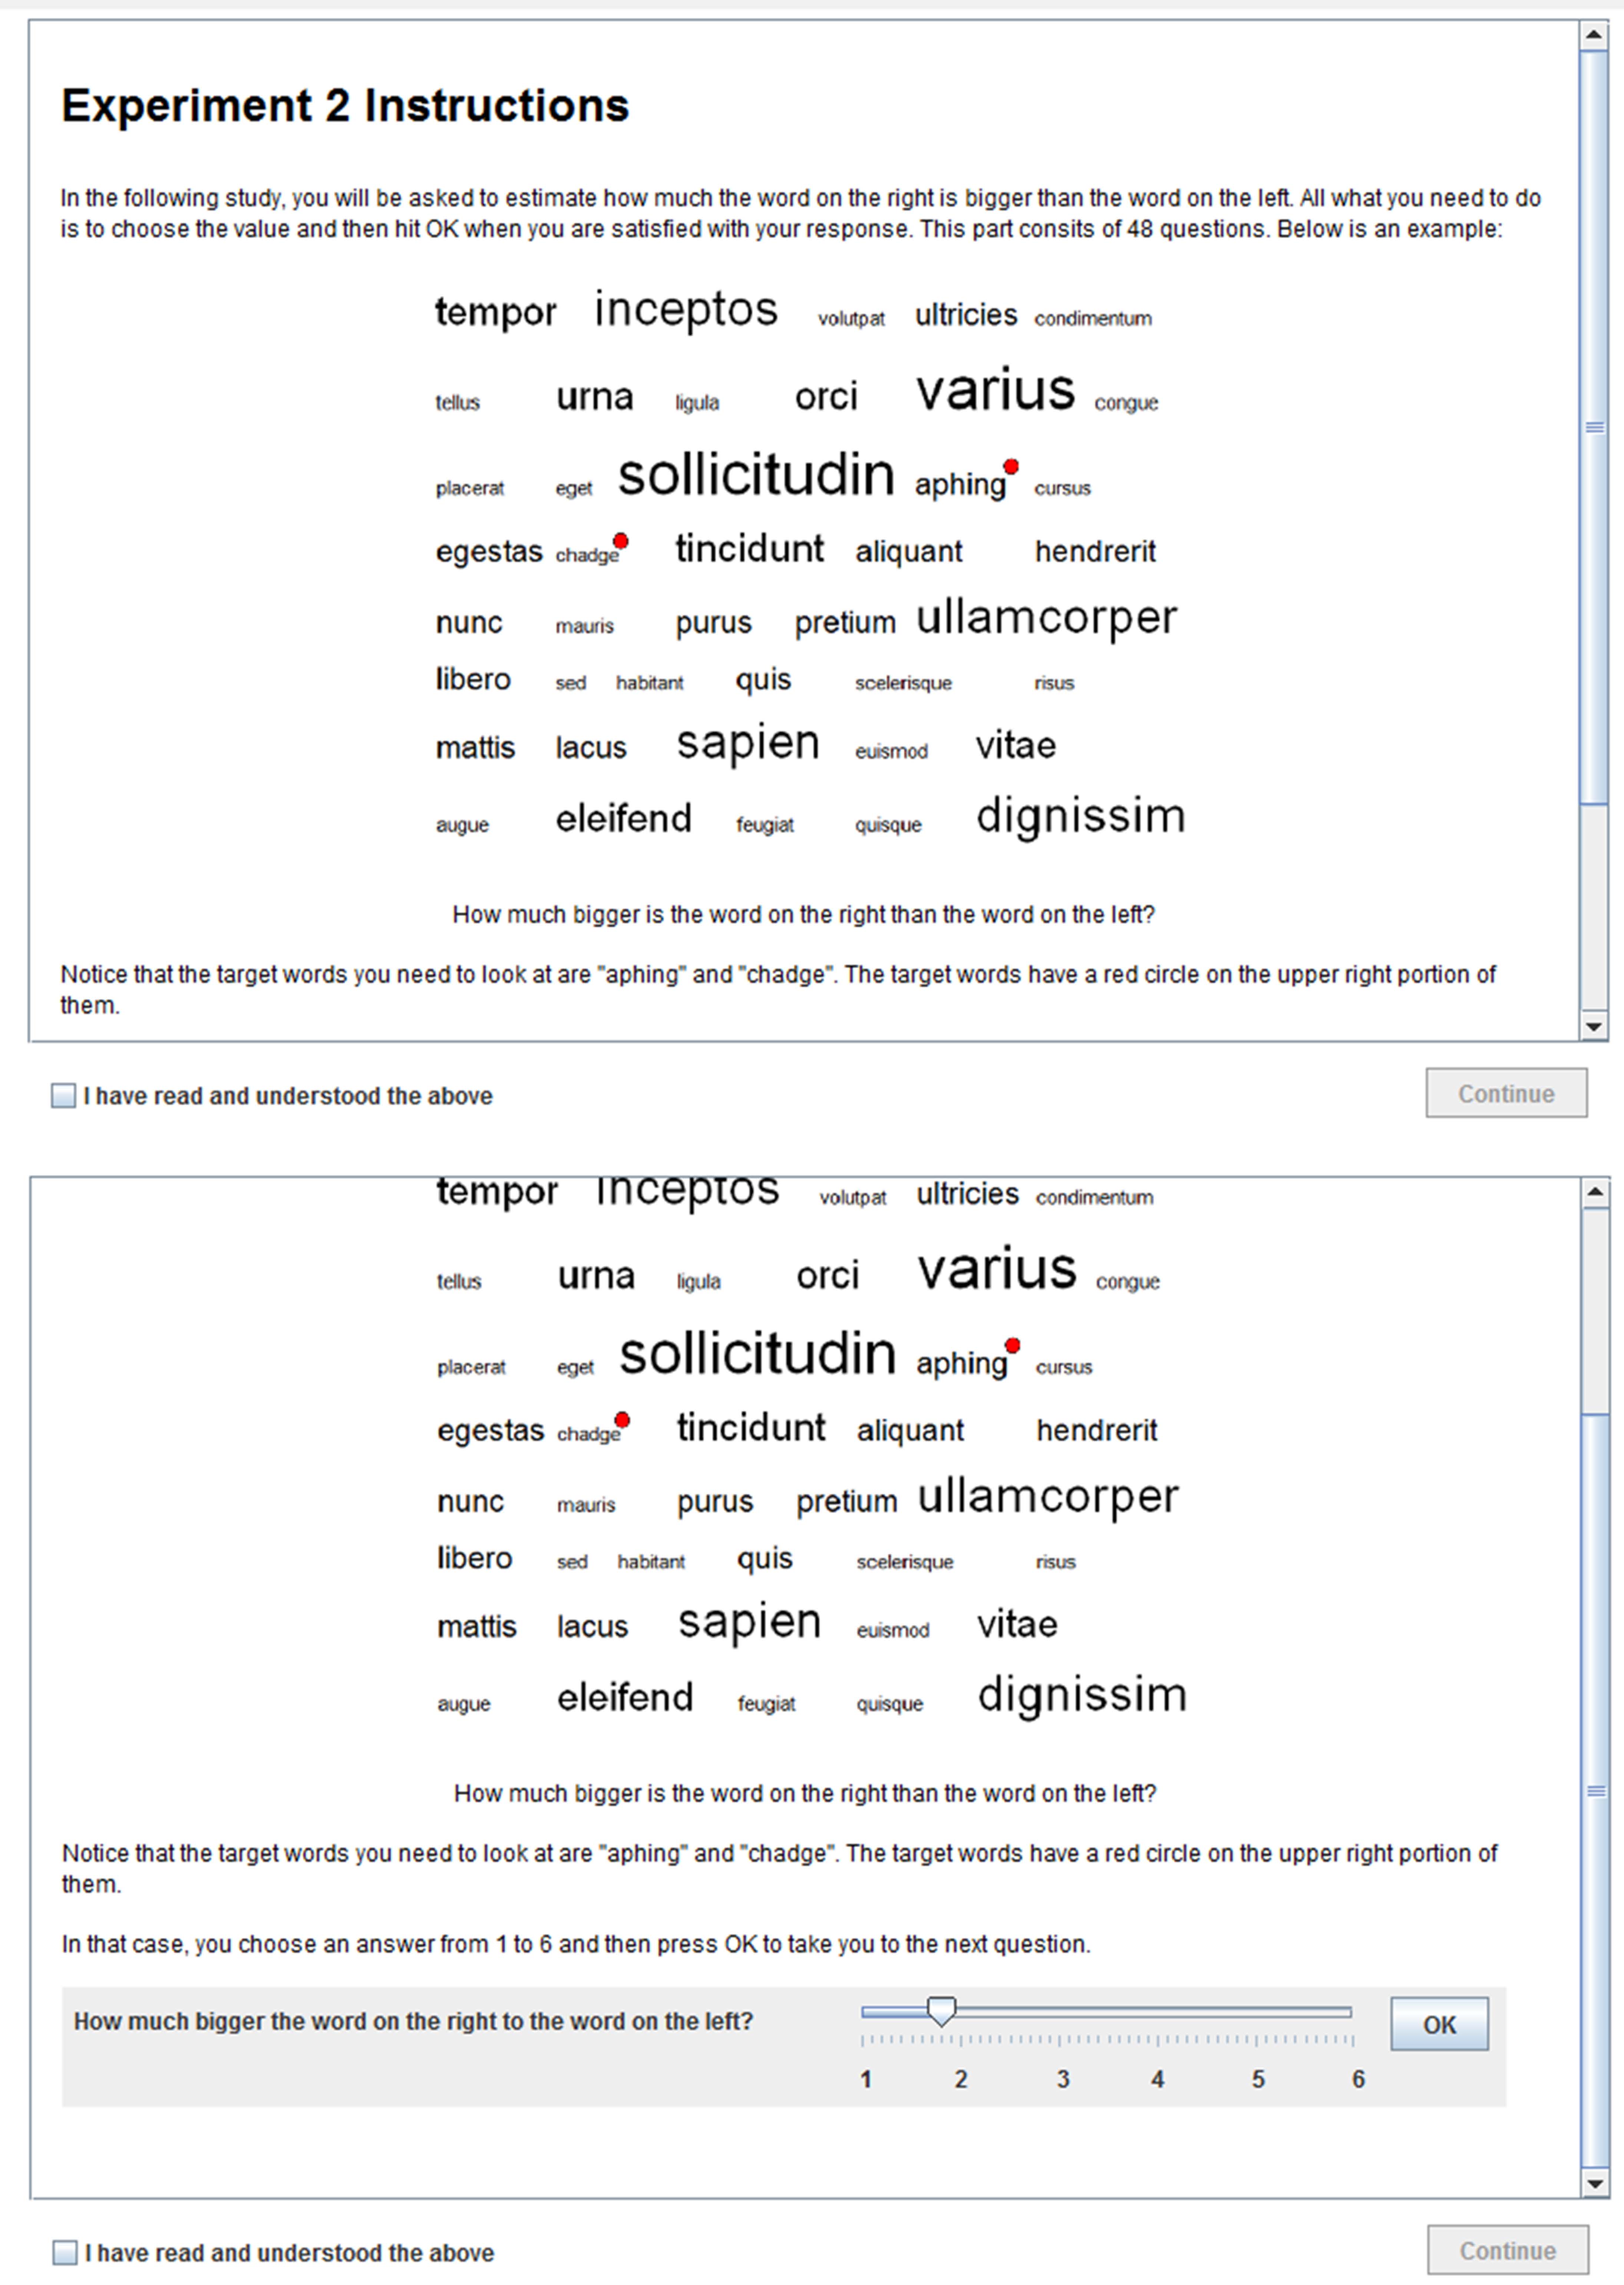 Experiment 2 Instructions
In the following study, you will be asked to estimate how much the word on the right is bigger than the word on the left. All what you need to do
is to choose the value and then hit OK when you are satisfied with your response. This part consits of 48 questions. Below is an example:
tempor inceptos volutpat ultricies condimentum
tellus urna ligula orci varius congue
placerat eget sollicitudin aphing cursus
egestas chadge tincidunt aliquant hendrerit
nunc mauris purus pretium ullamcorper
libero sed habitant quis scelerisque risus
mattis lacus sapien euismod vitae
augue eleifend feugiat quisque dignissim
How much bigger is the word on the right than the word on the left?
Notice that the target words you need to look at are "aphing" and "chadge". The target words have a red circle on the upper right portion of
them.
I have read and understood the above Continue
tempor inceptos volutpat ultricies condimentum
tellus urna ligula orci varius congue
placerat eget sollicitudin aphing cursus
egestas chadge tincidunt aliquant hendrerit
nunc mauris purus pretium ullamcorper
libero sed habitant quis scelerisque risus
mattis lacus sapien euismod vitae
augue eleifend feugiat quisque dignissim
How much bigger is the word on the right than the word on the left?
Notice that the target words you need to look at are "aphing" and "chadge". The target words have a red circle on the upper right portion of
them.
In that case, you choose an answer from 1 to 6 and then press OK to take you to the next question.
How much bigger the word on the right to the word on the left? OK
1 2 3 4 5 6
I have read and understood the above Continue